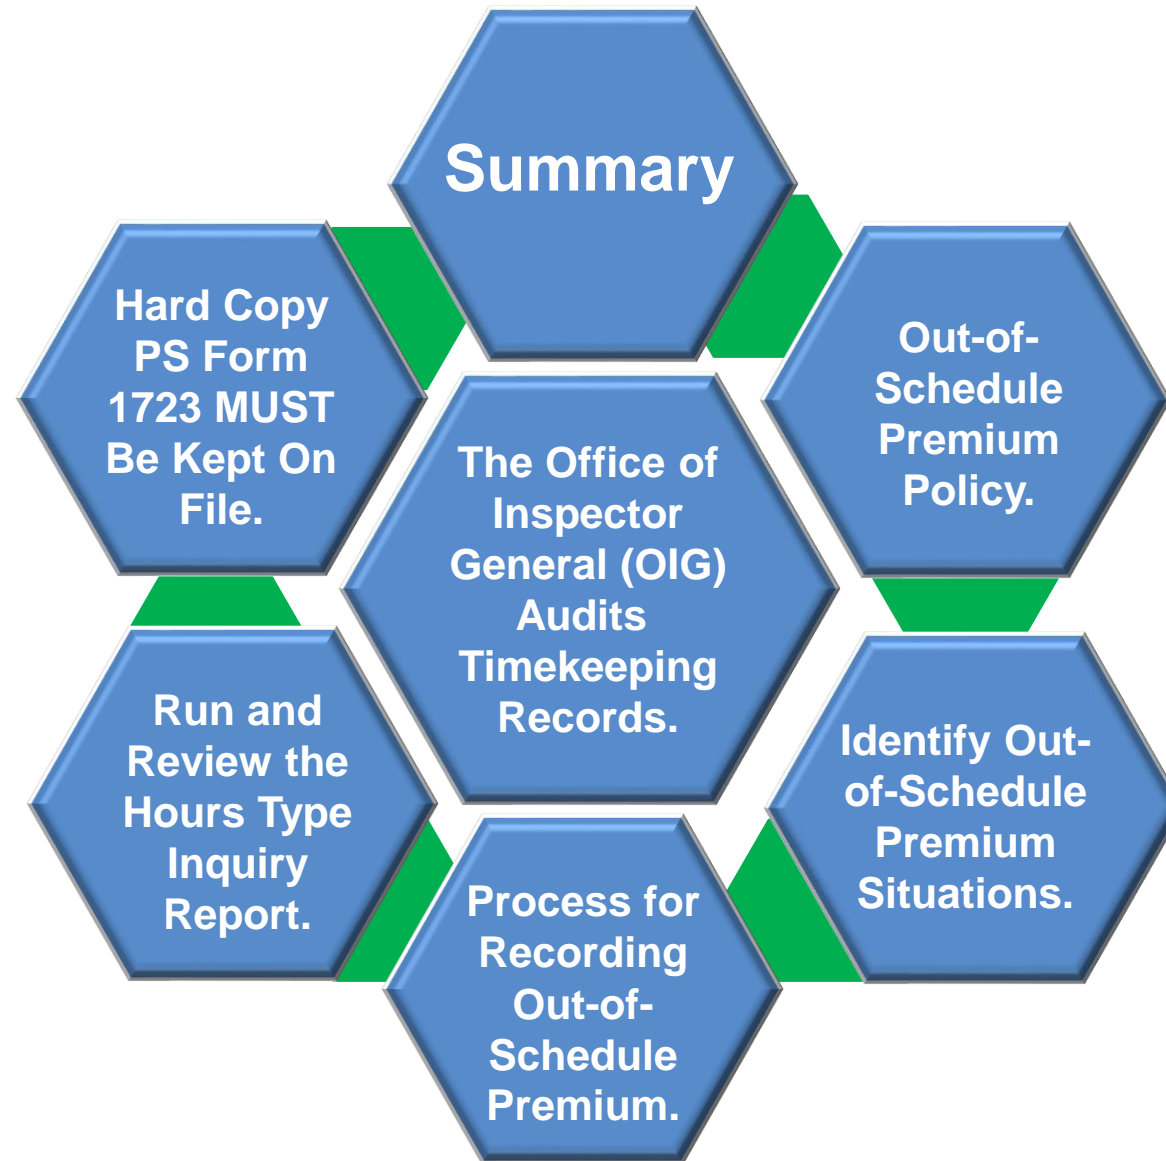 Summary
Out-of-
Schedule
Premium
Policy.
Identify Out-
of-Schedule
Premium
Situations.
Process for
Recording
Out-of-
Schedule
Premium.
Run and
Review the
Hours Type
Inquiry
Report.
Hard Copy
PS Form
1723 MUST
Be Kept On
File.
The Office of
Inspector
General (OIG)
Audits
Timekeeping
Records.